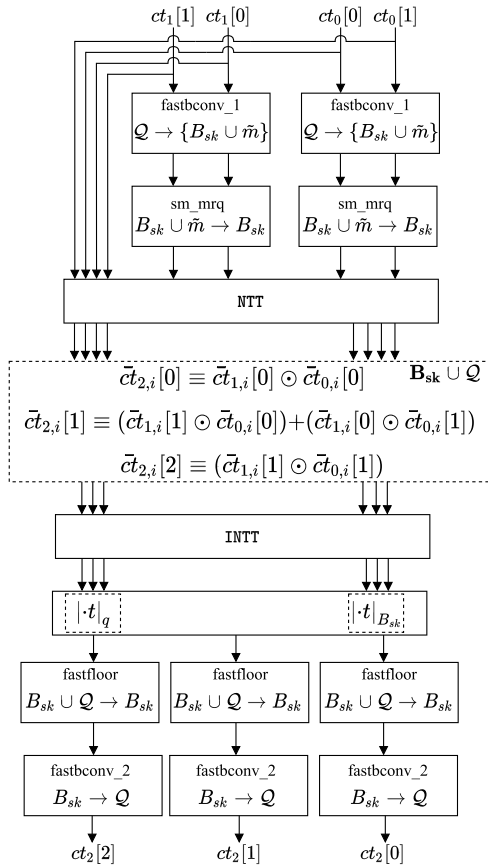 ct₁[1] ct₁[0] ct₀[0] ct₀[1]
fastbconv_1 fastbconv_1
𝒬 → {B_sk ∪ m̃} 𝒬 → {B_sk ∪ m̃}
sm_mrq sm_mrq
B_sk ∪ m̃ → B_sk B_sk ∪ m̃ → B_sk
NTT
c̄t_{2,i}[0] ≡ c̄t_{1,i}[0] ⊙ c̄t_{0,i}[0] B_sk ∪ 𝒬
c̄t_{2,i}[1] ≡ (c̄t_{1,i}[1] ⊙ c̄t_{0,i}[0])+(c̄t_{1,i}[0] ⊙ c̄t_{0,i}[1])
c̄t_{2,i}[2] ≡ (c̄t_{1,i}[1] ⊙ c̄t_{0,i}[1])
INTT
|·t|_q |·t|_{B_sk}
fastfloor fastfloor fastfloor
B_sk ∪ 𝒬 → B_sk B_sk ∪ 𝒬 → B_sk B_sk ∪ 𝒬 → B_sk
fastbconv_2 fastbconv_2 fastbconv_2
B_sk → 𝒬 B_sk → 𝒬 B_sk → 𝒬
ct₂[2] ct₂[1] ct₂[0]